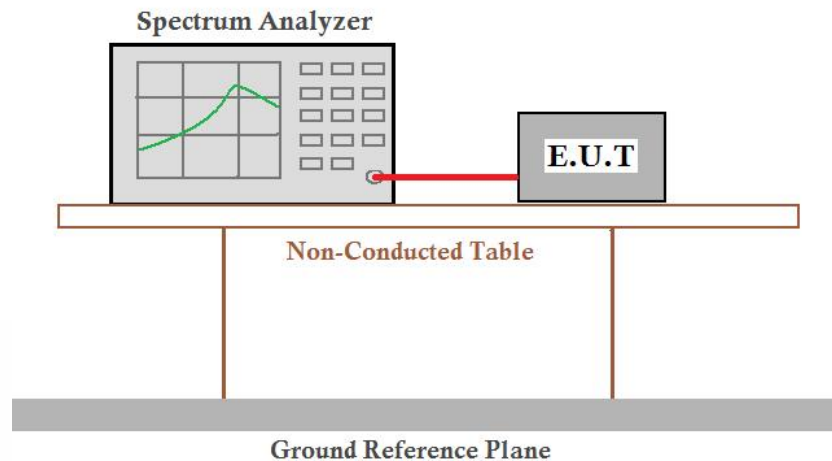 Spectrum Analyzer
E.U.T
Non-Conducted Table
Ground Reference Plane